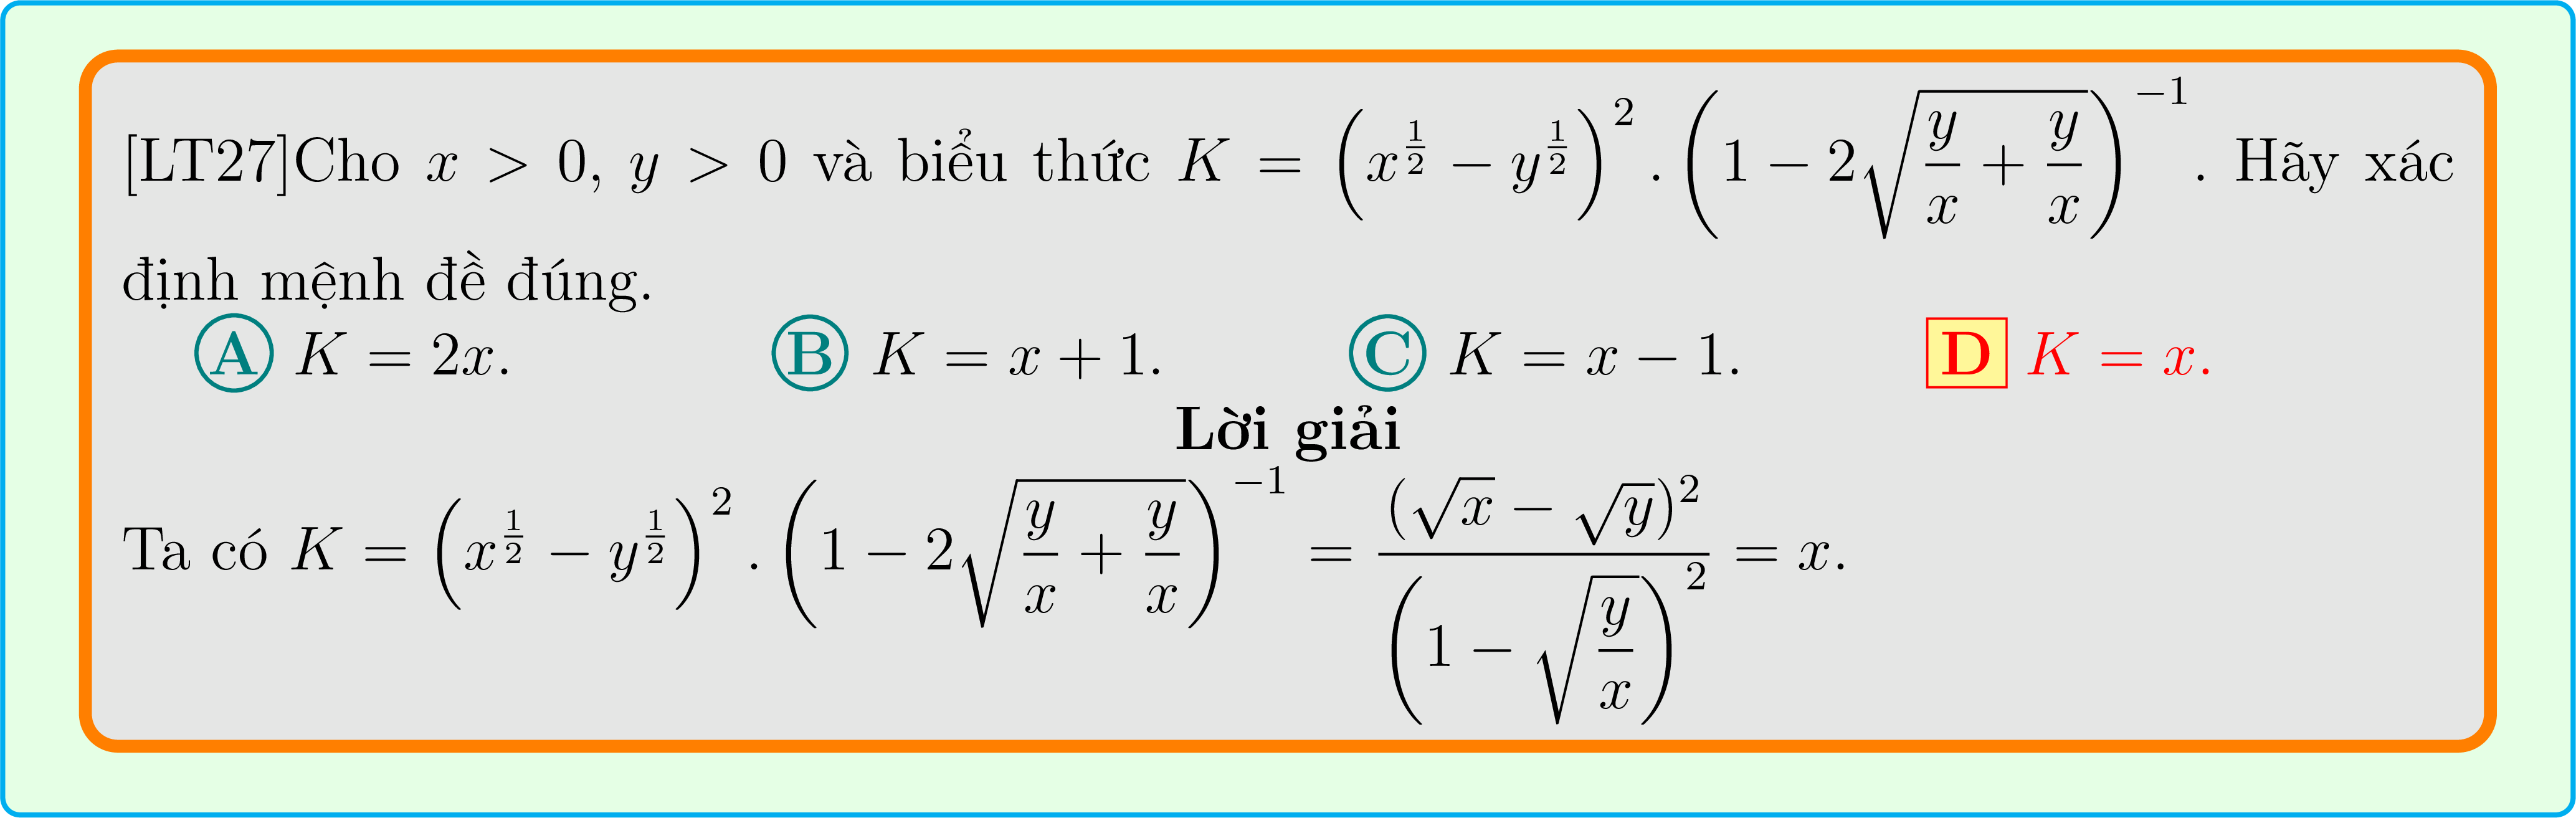 [LT27]Cho $x > 0$, $y > 0$ và biểu thức $K = \left(x^{\frac{1}{2}} - y^{\frac{1}{2}}\right)^2 . \left(1 - 2\sqrt{\frac{y}{x} + \frac{y}{x}}\right)^{-1}$. Hãy xác
định mệnh đề đúng.
A $K = 2x$. B $K = x + 1$. C $K = x - 1$. D $K = x$.
Lời giải
Ta có $K = \left(x^{\frac{1}{2}} - y^{\frac{1}{2}}\right)^2 . \left(1 - 2\sqrt{\frac{y}{x} + \frac{y}{x}}\right)^{-1} = \frac{(\sqrt{x} - \sqrt{y})^2}{\left(1 - \sqrt{\frac{y}{x}}\right)^2} = x$.